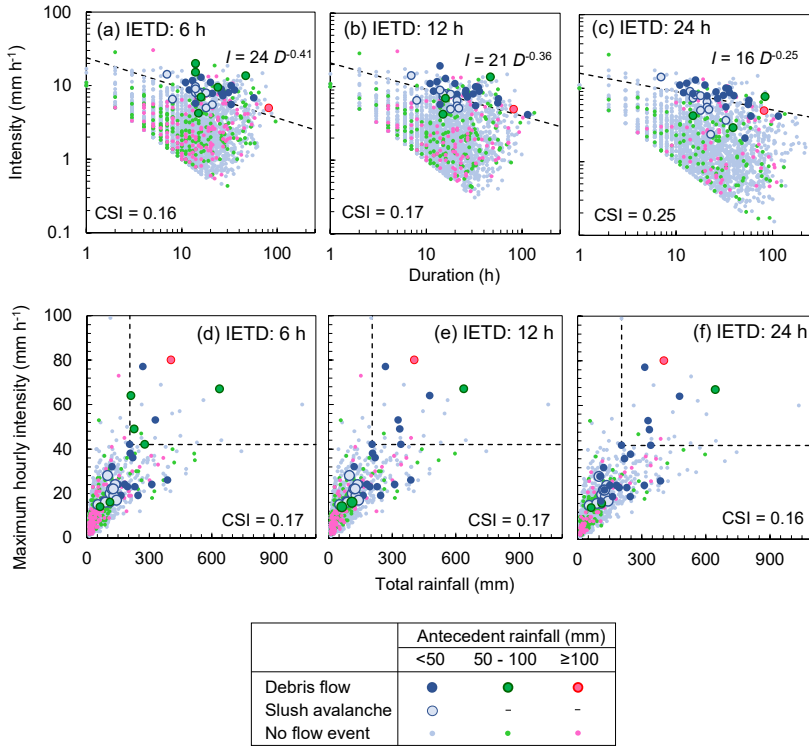 (a) IETD: 6 h
I = 24 D^-0.41
CSI = 0.16
(b) IETD: 12 h
I = 21 D^-0.36
CSI = 0.17
(c) IETD: 24 h
I = 16 D^-0.25
CSI = 0.25
Intensity (mm h⁻¹)
100
10
1
0.1
1 10 100
1 10 100
1 10 100
Duration (h)
(d) IETD: 6 h
CSI = 0.17
(e) IETD: 12 h
CSI = 0.17
(f) IETD: 24 h
CSI = 0.16
Maximum hourly intensity (mm h⁻¹)
100
80
60
40
20
0
0 300 600 900
0 300 600 900
0 300 600 900
Total rainfall (mm)
Antecedent rainfall (mm)
<50 50 - 100 ≥100
Debris flow
Slush avalanche – –
No flow event